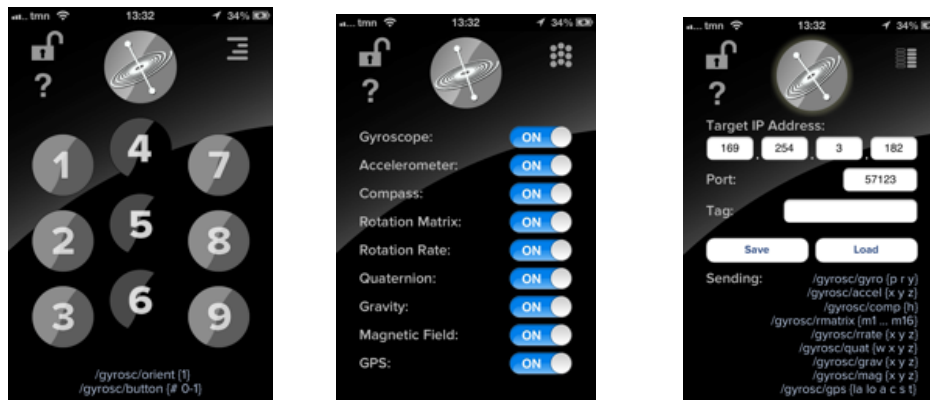 tmn 13:32 34%
?
4
1 7
5
2 8
6
3 9
/gyrosc/orient {1}
/gyrosc/button {# 0-1}
tmn 13:32 34%
?
Gyroscope: ON
Accelerometer: ON
Compass: ON
Rotation Matrix: ON
Rotation Rate: ON
Quaternion: ON
Gravity: ON
Magnetic Field: ON
GPS: ON
tmn 13:32 34%
?
Target IP Address:
169 . 254 . 3 . 182
Port: 57123
Tag:
Save Load
Sending: /gyrosc/gyro {p r y}
/gyrosc/accel {x y z}
/gyrosc/comp {h}
/gyrosc/rmatrix {m1 ... m16}
/gyrosc/rrate {x y z}
/gyrosc/quat {w x y z}
/gyrosc/grav {x y z}
/gyrosc/mag {x y z}
/gyrosc/gps {la lo a c s t}